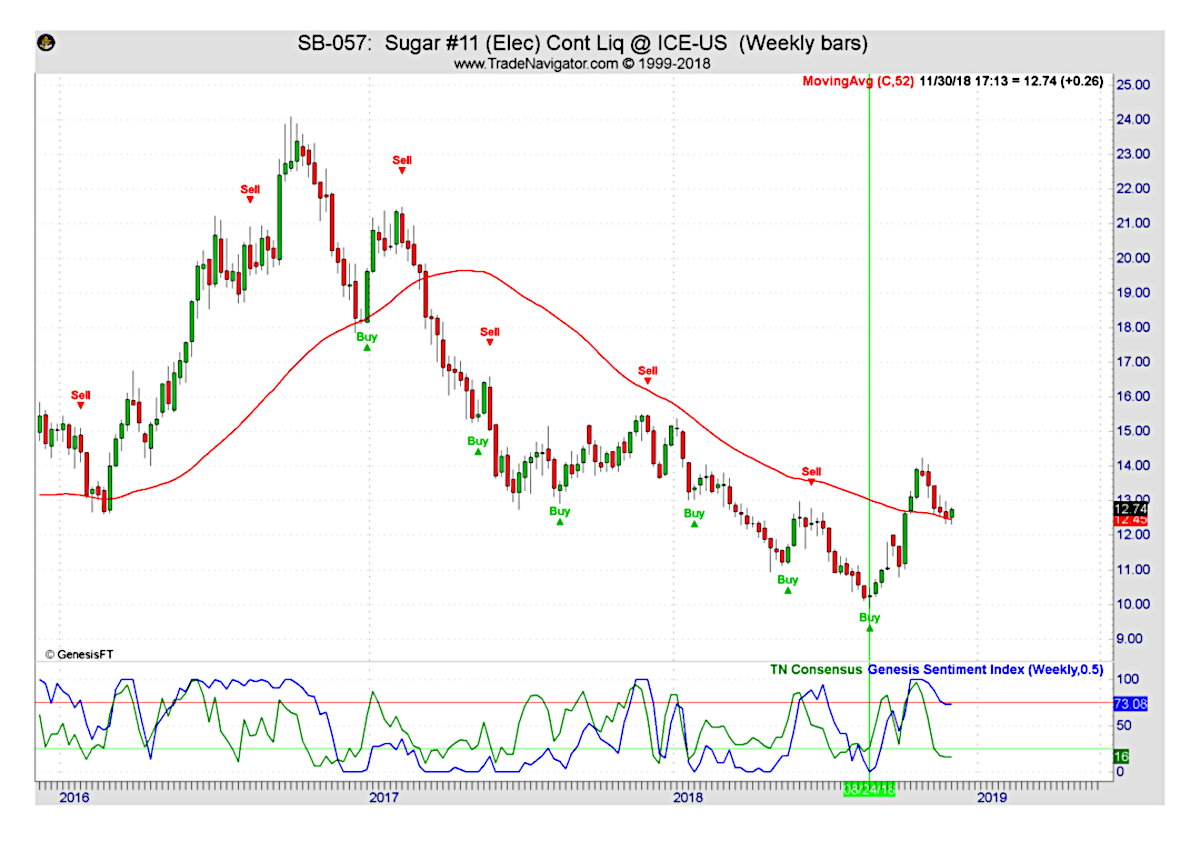 SB-057: Sugar #11 (Elec) Cont Liq @ ICE-US (Weekly bars)
www.TradeNavigator.com © 1999-2018
MovingAvg (C,52) 11/30/18 17:13 = 12.74 (+0.26)
25.00
24.00
23.00
22.00
21.00
20.00
19.00
18.00
17.00
16.00
15.00
14.00
13.00
12.74
12.45
12.00
11.00
10.00
9.00
Sell
Sell
Sell
Buy
Sell
Sell
Buy
Sell
Buy
Buy
Buy
Buy
© GenesisFT
TN Consensus Genesis Sentiment Index (Weekly,0.5)
100
73.08
50
16
0
2016
2017
2018
08/24/18
2019